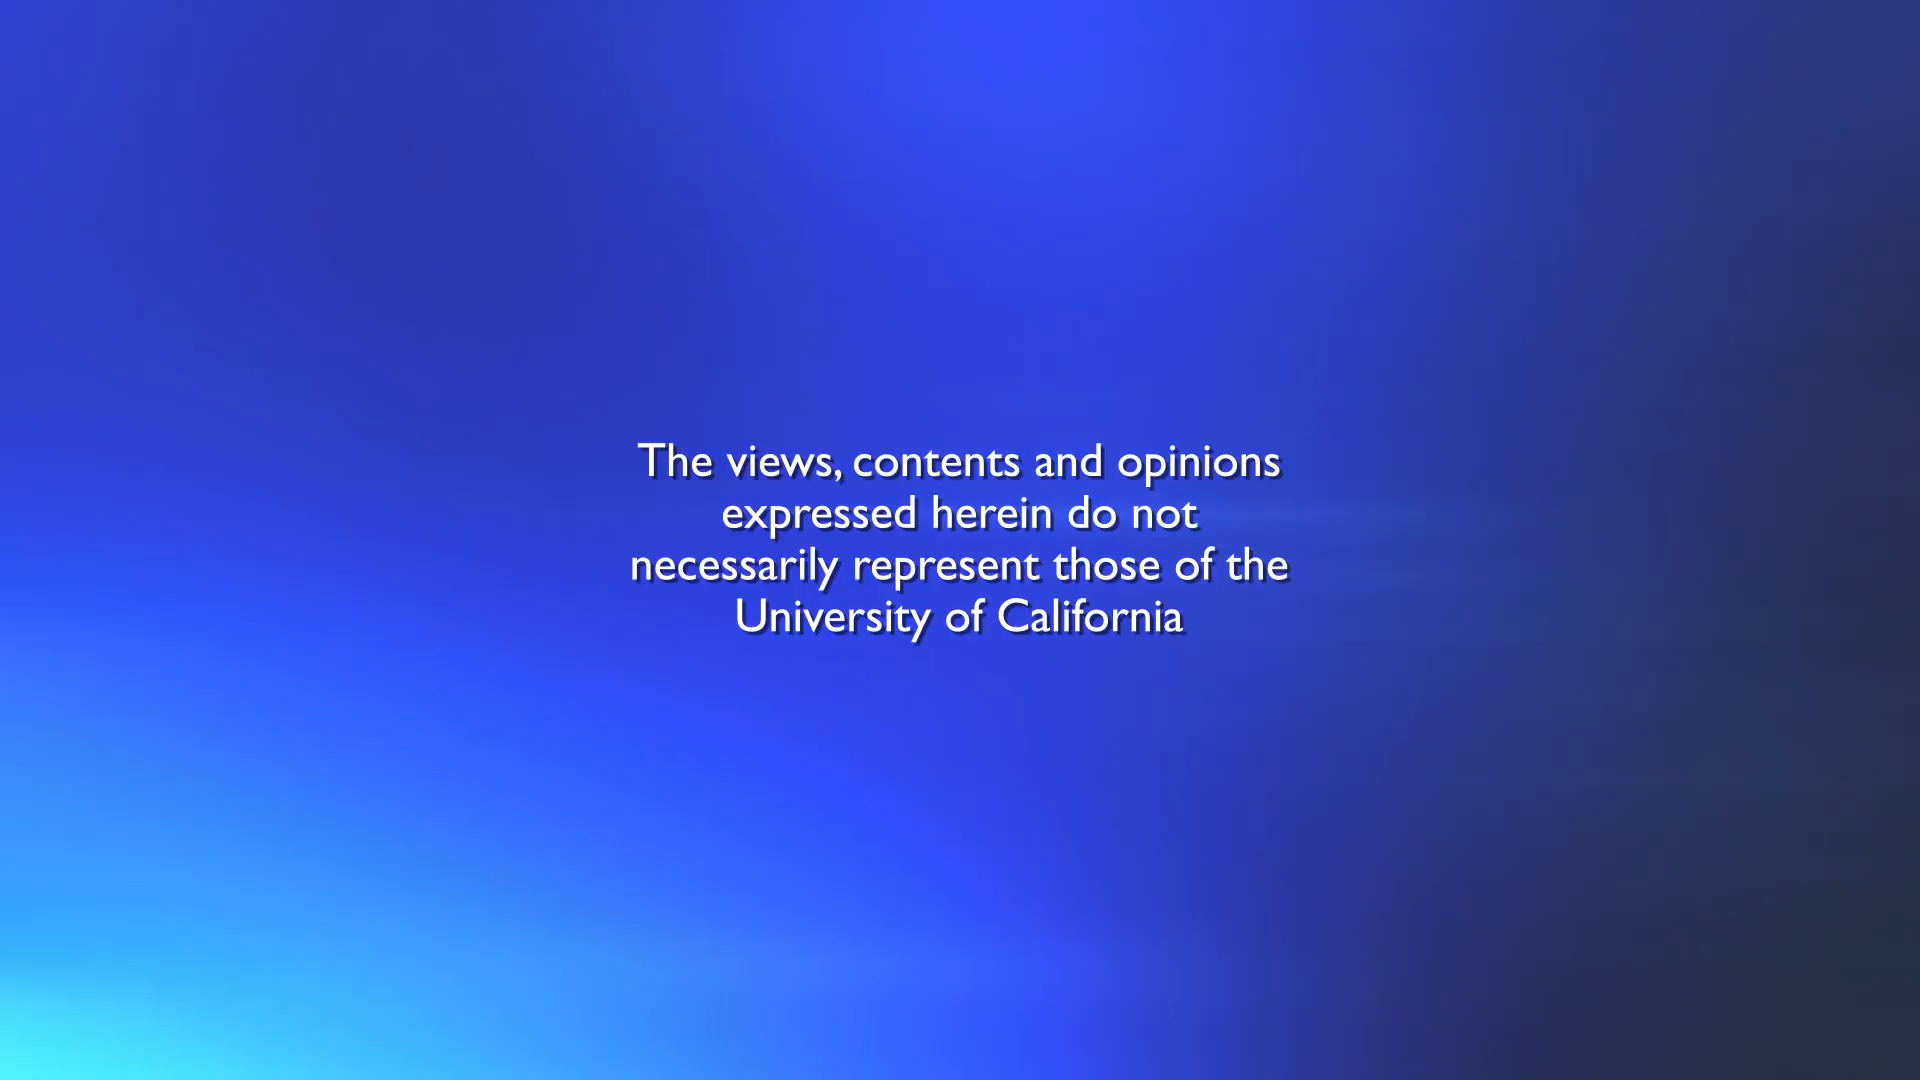 The views, contents and opinions
expressed herein do not
necessarily represent those of the
University of California